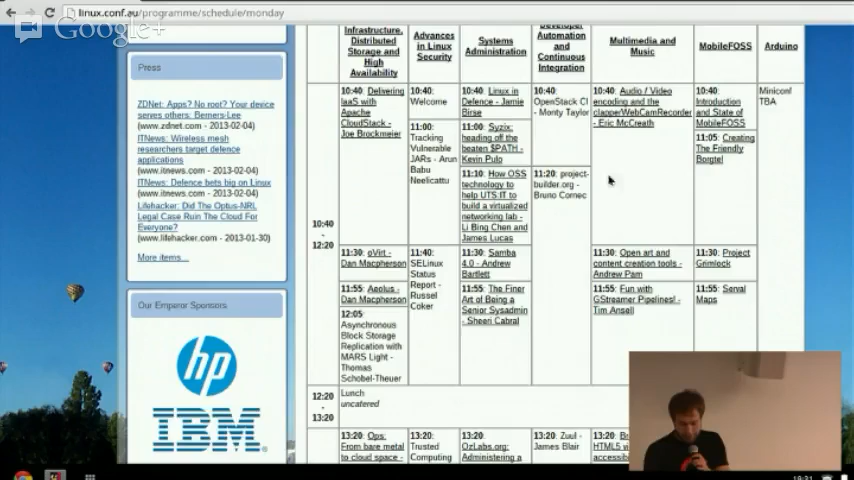 linux.conf.au/programme/schedule/monday
Google+
Press
ZDNet: Apps? No root? Your device
serves others: Berners-Lee
(www.zdnet.com - 2013-02-04)
ITNews: Wireless mesh
researchers target defence
applications
(www.itnews.com - 2013-02-04)
ITNews: Defence bets big on Linux
(www.itnews.com - 2013-02-04)
Lifehacker: Did The Optus-NRL
Legal Case Ruin The Cloud For
Everyone?
(www.lifehacker.com - 2013-01-30)
More items...
Our Emperor Sponsors
hp
IBM
Infrastructure,
Distributed
Storage and
High
Availability
Advances
in Linux
Security
Systems
Administration
Developer
Automation
and
Continuous
Integration
Multimedia and
Music
MobileFOSS
Arduino
10:40
-
12:20
10:40: Delivering
IaaS with
Apache
CloudStack -
Joe Brockmeier
11:30: oVirt -
Dan Macpherson
11:55: Aeolus -
Dan Macpherson
12:05:
Asynchronous
Block Storage
Replication with
MARS Light -
Thomas
Schobel-Theuer
10:40:
Welcome
11:00:
Tracking
Vulnerable
JARs - Arun
Babu
Neelicattu
11:40:
SELinux
Status
Report -
Russel
Coker
10:40: Linux in
Defence - Jamie
Birse
11:00: Syzix:
heading off the
beaten $PATH -
Kevin Pulo
11:10: How OSS
technology to
help UTS:IT to
build a virtualized
networking lab -
Li Bing Chen and
James Lucas
11:30: Samba
4.0 - Andrew
Bartlett
11:55: The Finer
Art of Being a
Senior Sysadmin
- Sheeri Cabral
10:40:
OpenStack CI
- Monty Taylor
11:20: project-
builder.org -
Bruno Cornec
10:40: Audio / Video
encoding and the
clapperWebCamRecorder
- Eric McCreath
11:30: Open art and
content creation tools -
Andrew Pam
11:55: Fun with
GStreamer Pipelines! -
Tim Ansell
10:40:
Introduction
and State of
MobileFOSS
11:05: Creating
The Friendly
Borgtel
11:30: Project
Grimlock
11:55: Serval
Maps
Miniconf
TBA
12:20
-
13:20
Lunch
uncatered
13:20: Ops:
From bare metal
to cloud space -
13:20:
Trusted
Computing
13:20:
OzLabs.org:
Administering a
13:20: Zuul -
James Blair
13:20:
HTML5